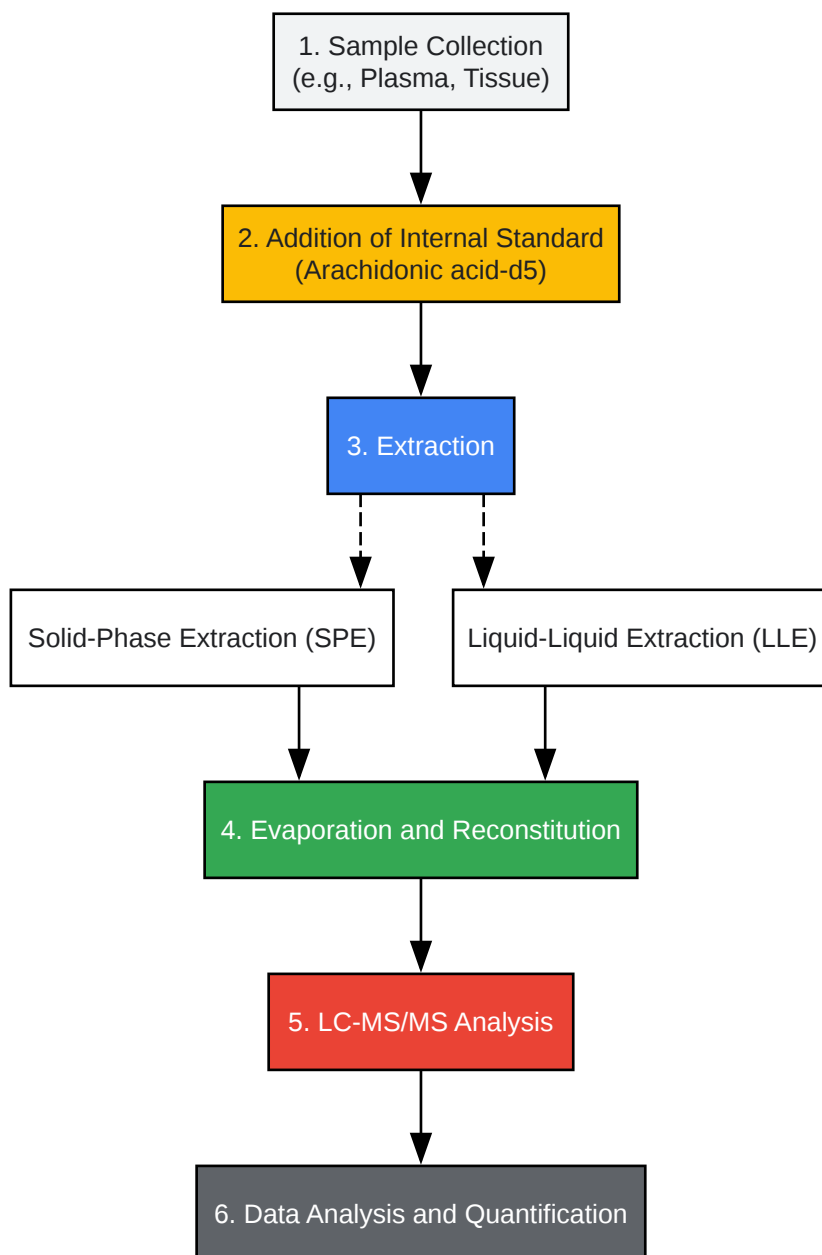 1. Sample Collection
(e.g., Plasma, Tissue)
2. Addition of Internal Standard
(Arachidonic acid-d5)
3. Extraction
Solid-Phase Extraction (SPE)
Liquid-Liquid Extraction (LLE)
4. Evaporation and Reconstitution
5. LC-MS/MS Analysis
6. Data Analysis and Quantification